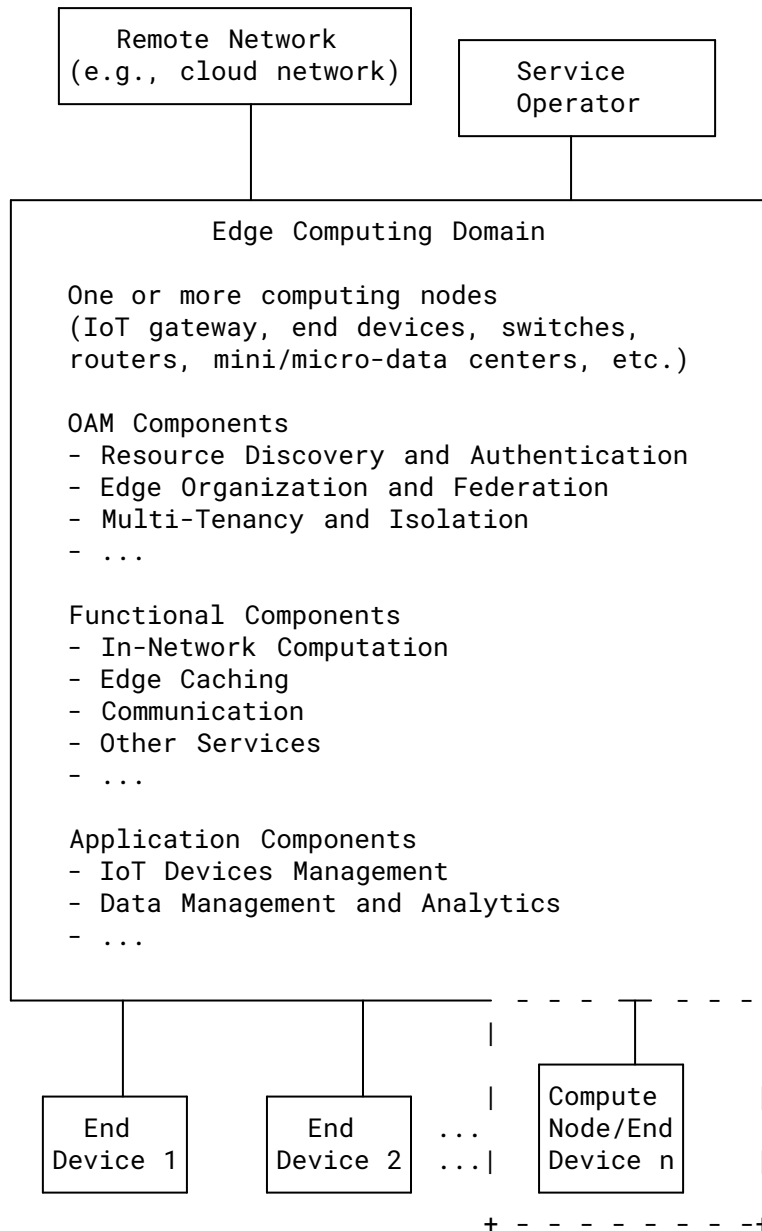 Remote Network
(e.g., cloud network)
Service
Operator
Edge Computing Domain
One or more computing nodes
(IoT gateway, end devices, switches,
routers, mini/micro-data centers, etc.)
OAM Components
- Resource Discovery and Authentication
- Edge Organization and Federation
- Multi-Tenancy and Isolation
- ...
Functional Components
- In-Network Computation
- Edge Caching
- Communication
- Other Services
- ...
Application Components
- IoT Devices Management
- Data Management and Analytics
- ...
End
Device 1
End
Device 2
...
...
Compute
Node/End
Device n